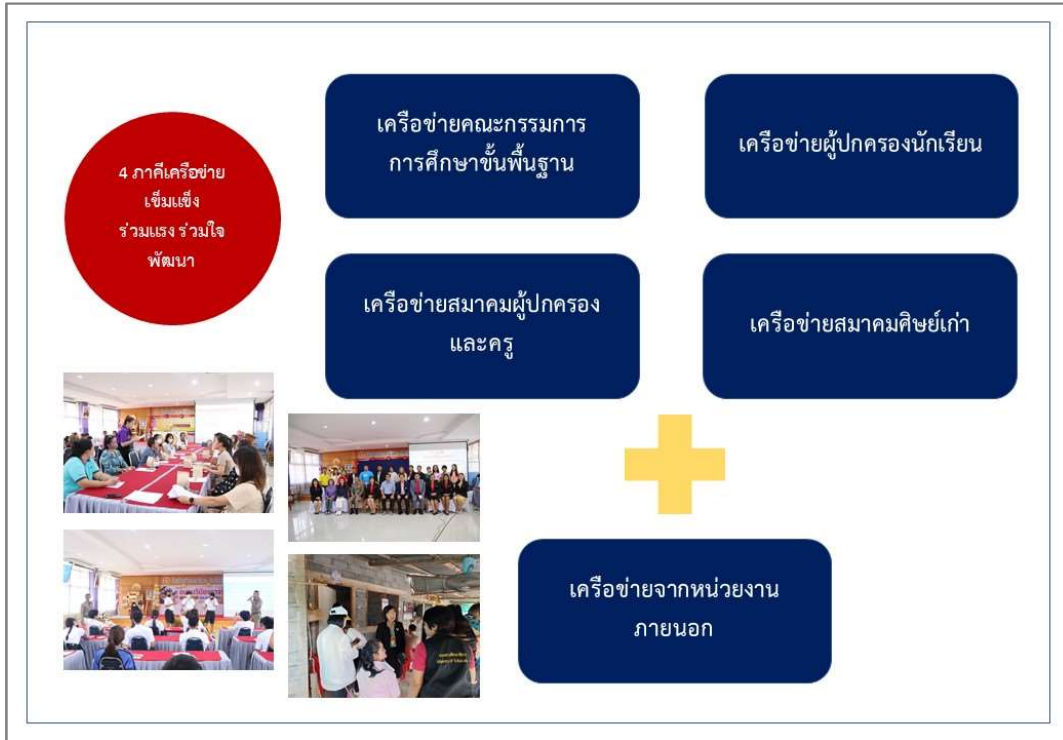 4 ภาคีเครือข่าย
เข็มแข็ง
ร่วมแรง ร่วมใจ
พัฒนา
เครือข่ายคณะกรรมการ
การศึกษาขั้นพื้นฐาน
เครือข่ายผู้ปกครองนักเรียน
เครือข่ายสมาคมผู้ปกครอง
และครู
เครือข่ายสมาคมศิษย์เก่า
เครือข่ายจากหน่วยงาน
ภายนอก